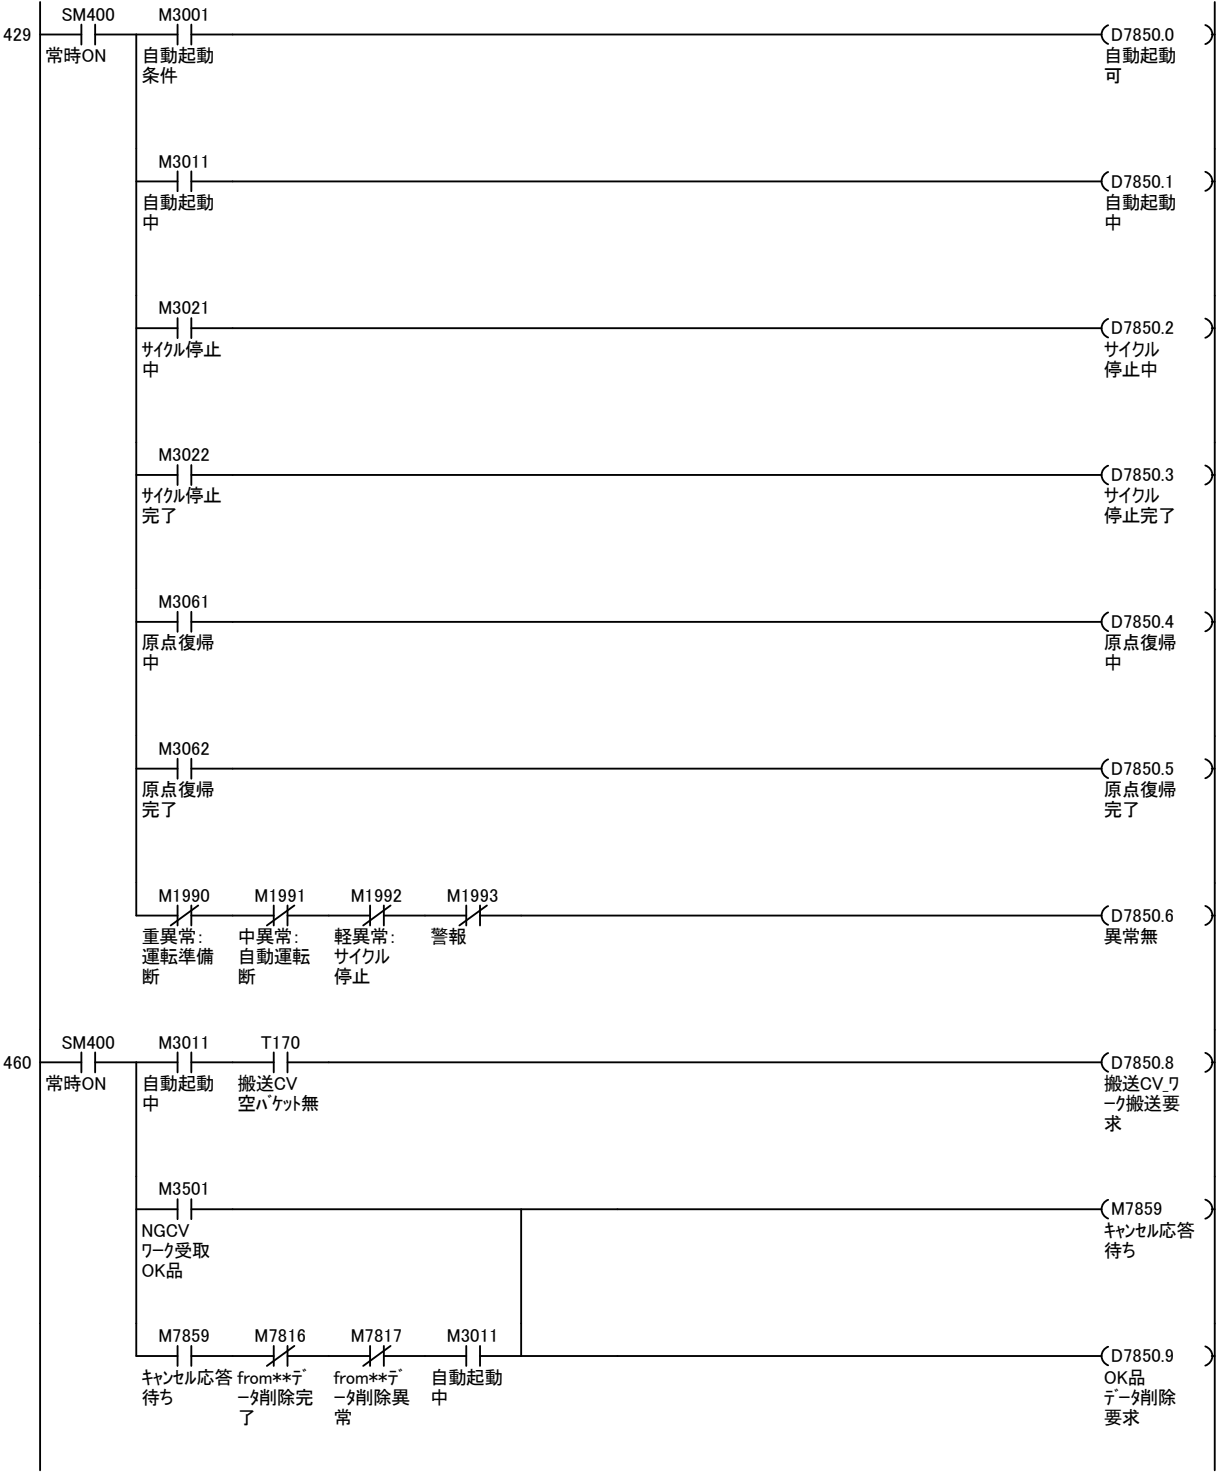 SM400 M3001
429 D7850.0
常時ON 自動起動 自動起動
条件 可
M3011
D7850.1
自動起動 自動起動
中 中
M3021
D7850.2
ｻｲｸﾙ停止 サイクル
中 停止中
M3022
D7850.3
ｻｲｸﾙ停止 サイクル
完了 停止完了
M3061
D7850.4
原点復帰 原点復帰
中 中
M3062
D7850.5
原点復帰 原点復帰
完了 完了
M1990 M1991 M1992 M1993
D7850.6
重異常: 中異常: 軽異常: 警報 異常無
運転準備 自動運転 サイクル
断 断 停止
SM400 M3011 T170
460 D7850.8
常時ON 自動起動 搬送CV 搬送CV_ﾜ
中 空ﾊﾞｹｯﾄ無 ｰｸ搬送要
求
M3501
M7859
NGCV ｷｬﾝｾﾙ応答
ﾜｰｸ受取 待ち
OK品
M7859 M7816 M7817 M3011
D7850.9
ｷｬﾝｾﾙ応答 from**ﾃﾞ from**ﾃﾞ 自動起動 OK品
待ち ｰﾀ削除完 ｰﾀ削除異 中 ﾃﾞｰﾀ削除
了 常 要求